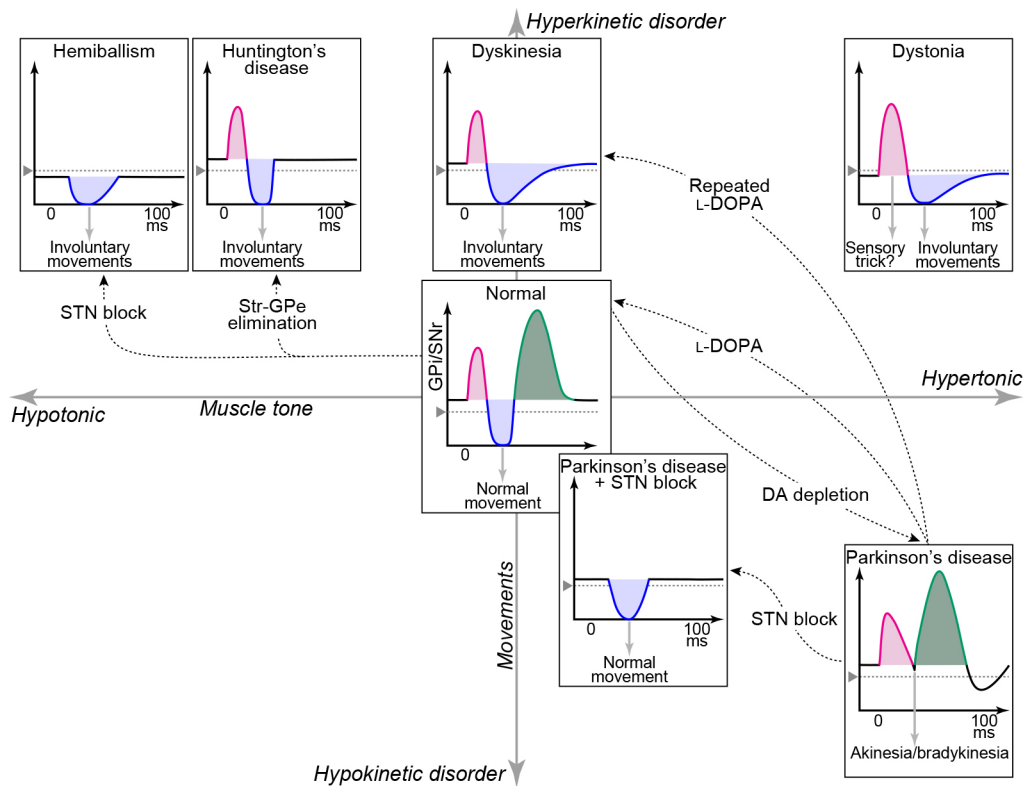 Hyperkinetic disorder
Hemiballism
0
100
ms
Involuntary
movements
Huntington's
disease
0
100
ms
Involuntary
movements
Dyskinesia
0
100
ms
Involuntary
movements
Dystonia
0
100
ms
Sensory
trick?
Involuntary
movements
Repeated
L-DOPA
STN block
Str-GPe
elimination
Normal
GPi/SNr
0
Normal
movement
L-DOPA
Hypertonic
Hypotonic
Muscle tone
Parkinson's disease
+ STN block
0
100
ms
Normal
movement
DA depletion
Parkinson's disease
0
100
ms
Akinesia/bradykinesia
STN block
Movements
Hypokinetic disorder